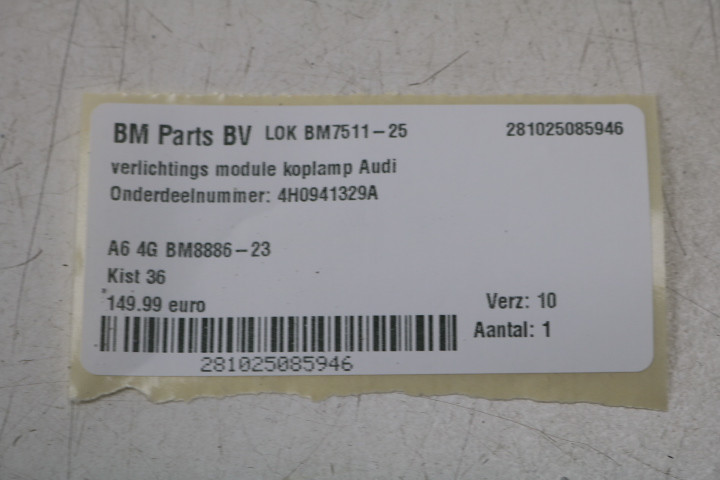 BM Parts BV LOK BM7511-25 281025085946
verlichtings module koplamp Audi
Onderdeelnummer: 4H0941329A
A6 4G BM8886-23
Kist 36
149.99 euro Verz: 10
Aantal: 1
281025085946